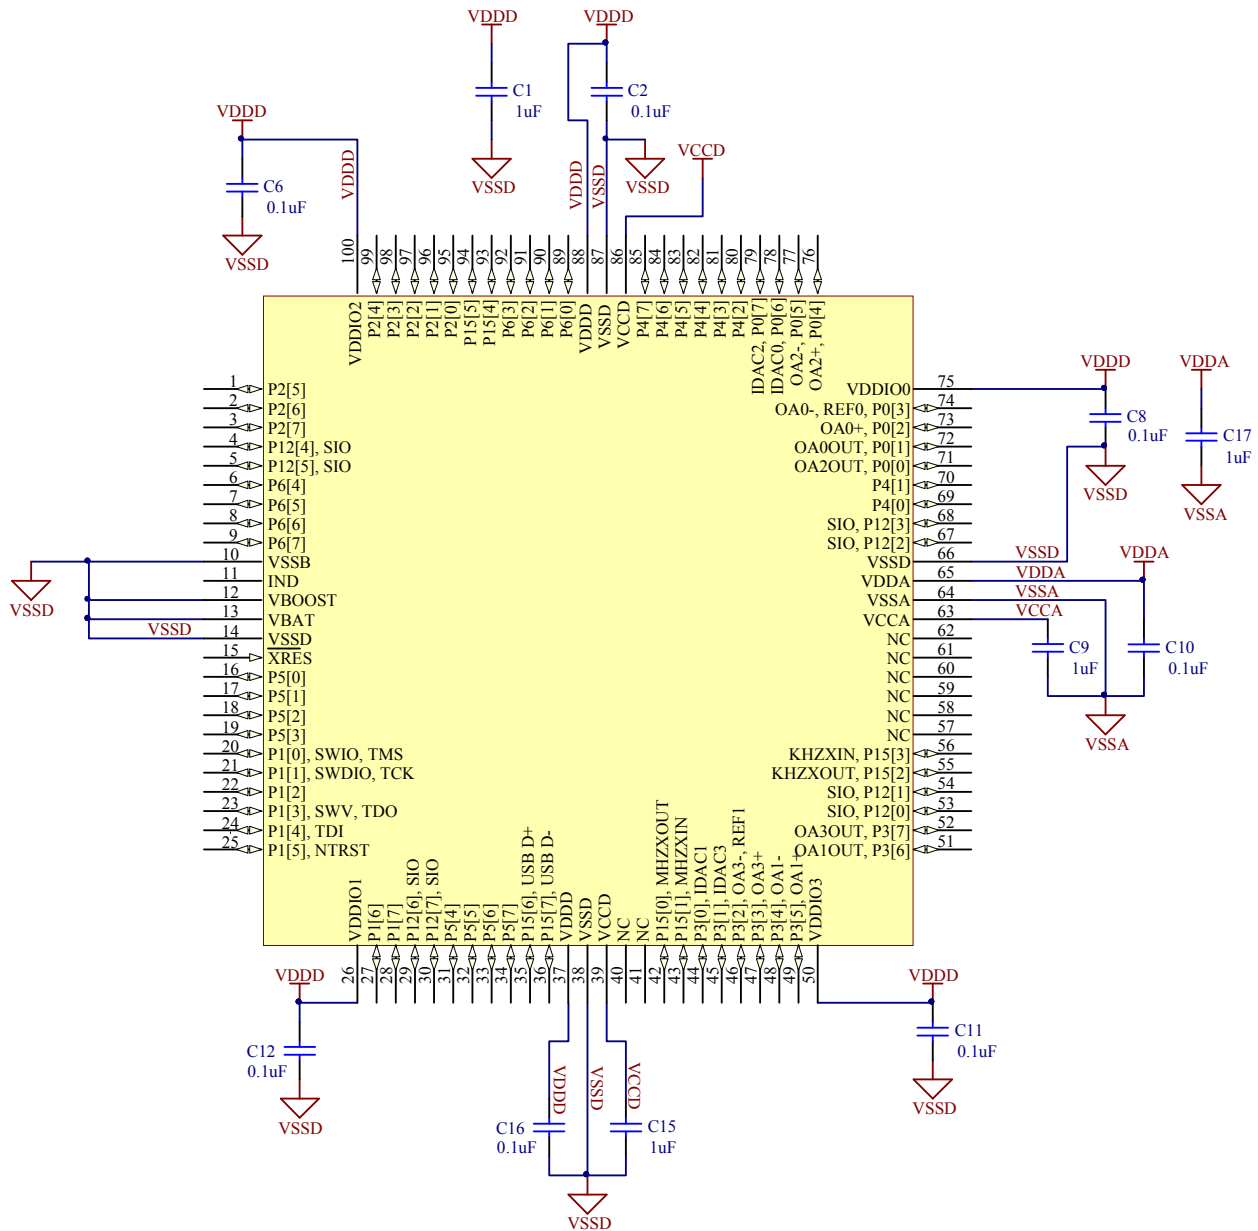 VDDD
VDDD
C1
1uF
C2
0.1uF
VDDD
C6
0.1uF
VSSD
VSSD
VSSD
VCCD
VDDD
VDDD
VSSD
100
99
98
97
96
95
94
93
92
91
90
89
88
87
86
85
84
83
82
81
80
79
78
77
76
VDDIO2
P2[4]
P2[3]
P2[2]
P2[1]
P2[0]
P15[5]
P15[4]
P6[3]
P6[2]
P6[1]
P6[0]
VDDD
VSSD
VCCD
P4[7]
P4[6]
P4[5]
P4[4]
P4[3]
P4[2]
IDAC2, P0[7]
IDAC0, P0[6]
OA2-, P0[5]
OA2+, P0[4]
1 P2[5]
2 P2[6]
3 P2[7]
4 P12[4], SIO
5 P12[5], SIO
6 P6[4]
7 P6[5]
8 P6[6]
9 P6[7]
10 VSSB
11 IND
12 VBOOST
13 VBAT
VSSD 14 VSSD
15 XRES
16 P5[0]
17 P5[1]
18 P5[2]
19 P5[3]
20 P1[0], SWIO, TMS
21 P1[1], SWDIO, TCK
22 P1[2]
23 P1[3], SWV, TDO
24 P1[4], TDI
25 P1[5], NTRST
VSSD
VDDIO0 75
OA0-, REF0, P0[3] 74
OA0+, P0[2] 73
OA0OUT, P0[1] 72
OA2OUT, P0[0] 71
P4[1] 70
P4[0] 69
SIO, P12[3] 68
SIO, P12[2] 67
VSSD 66 VSSD
VDDA 65 VDDA
VSSA 64 VSSA
VCCA 63 VCCA
NC 62
NC 61
NC 60
NC 59
NC 58
NC 57
KHZXIN, P15[3] 56
KHZXOUT, P15[2] 55
SIO, P12[1] 54
SIO, P12[0] 53
OA3OUT, P3[7] 52
OA1OUT, P3[6] 51
VDDD
C8
0.1uF
VSSD
VDDA
C17
1uF
VSSA
VDDA
C9
1uF
C10
0.1uF
VSSA
VDDIO1
P1[6]
P1[7]
P12[6], SIO
P12[7], SIO
P5[4]
P5[5]
P5[6]
P5[7]
P15[6], USB D+
P15[7], USB D-
VDDD
VSSD
VCCD
NC
NC
P15[0], MHZXOUT
P15[1], MHZXIN
P3[0], IDAC1
P3[1], IDAC3
P3[2], OA3-, REF1
P3[3], OA3+
P3[4], OA1-
P3[5], OA1+
VDDIO3
26
27
28
29
30
31
32
33
34
35
36
37
38
39
40
41
42
43
44
45
46
47
48
49
50
VDDD
C12
0.1uF
VSSD
VDDD
VSSD
VCCD
C16
0.1uF
C15
1uF
VSSD
VDDD
C11
0.1uF
VSSD